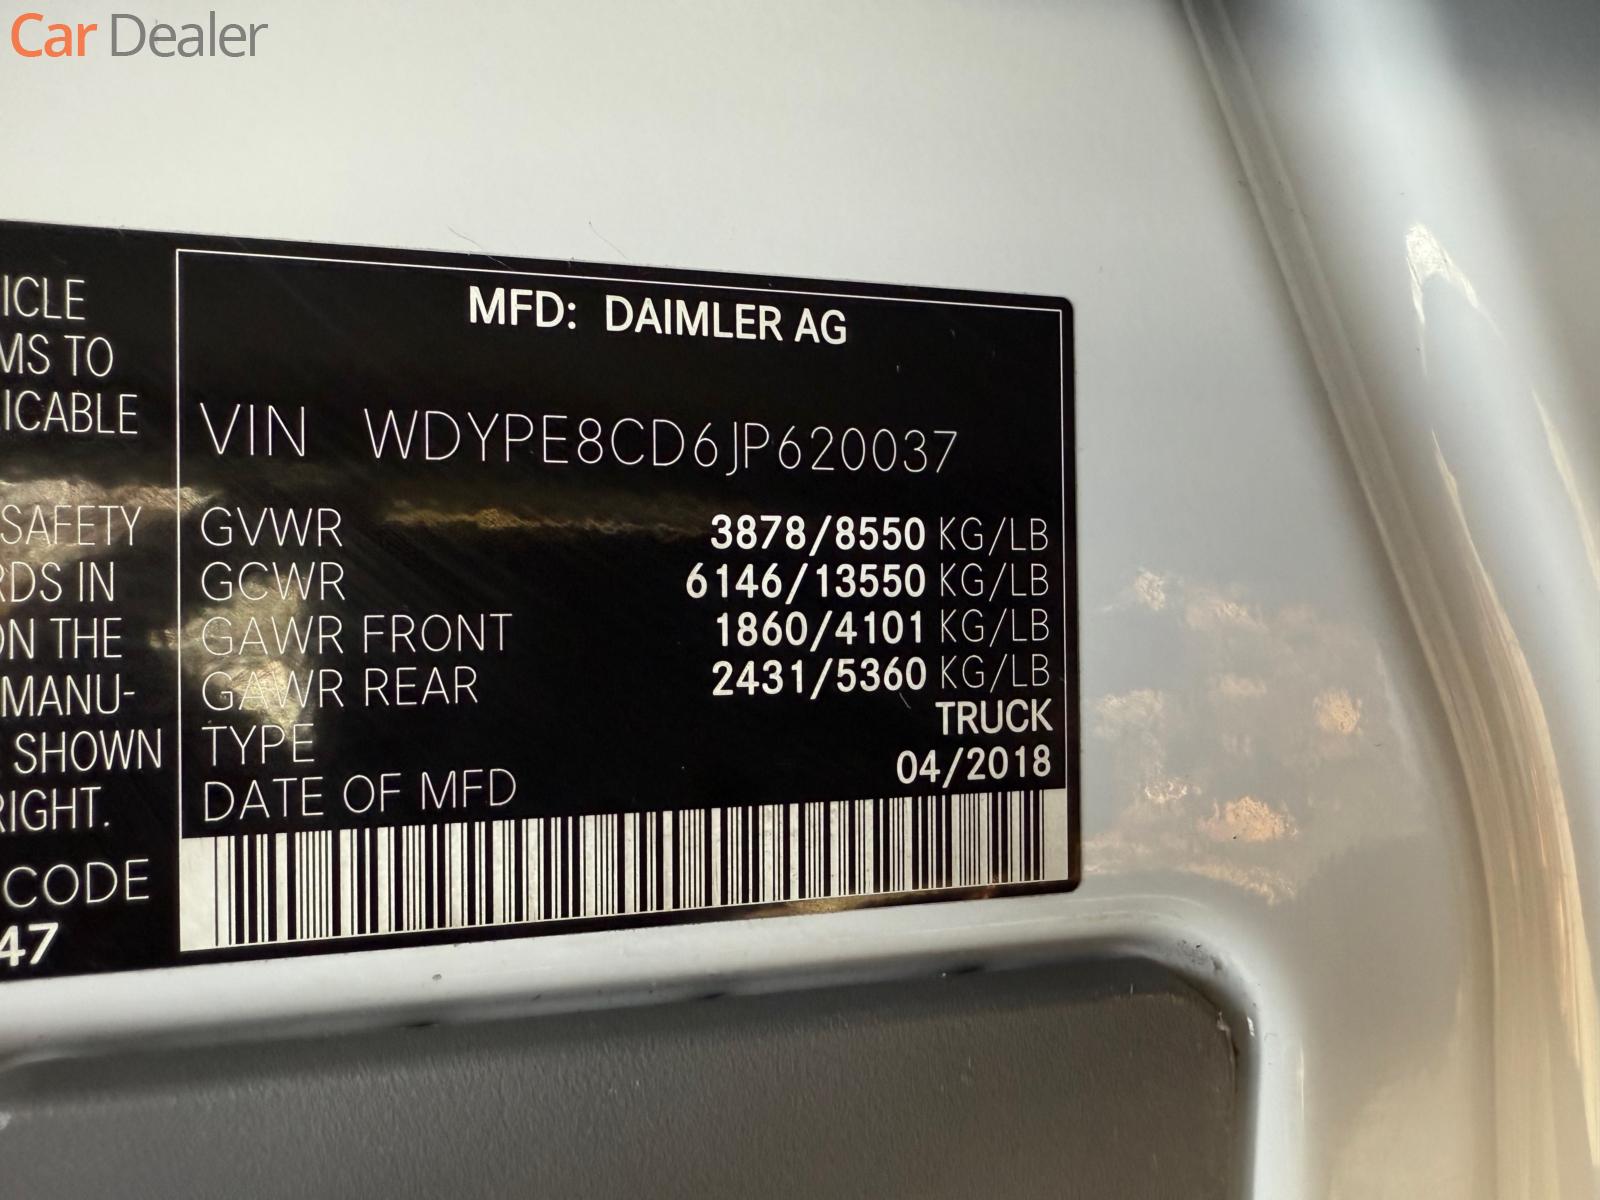 Car Dealer
ICLE
MS TO
ICABLE
SAFETY
RDS IN
ON THE
MANU-
SHOWN
RIGHT.
CODE
47
MFD: DAIMLER AG
VIN WDYPE8CD6JP620037
GVWR 3878/8550 KG/LB
GCWR 6146/13550 KG/LB
GAWR FRONT 1860/4101 KG/LB
GAWR REAR 2431/5360 KG/LB
TYPE TRUCK
DATE OF MFD 04/2018